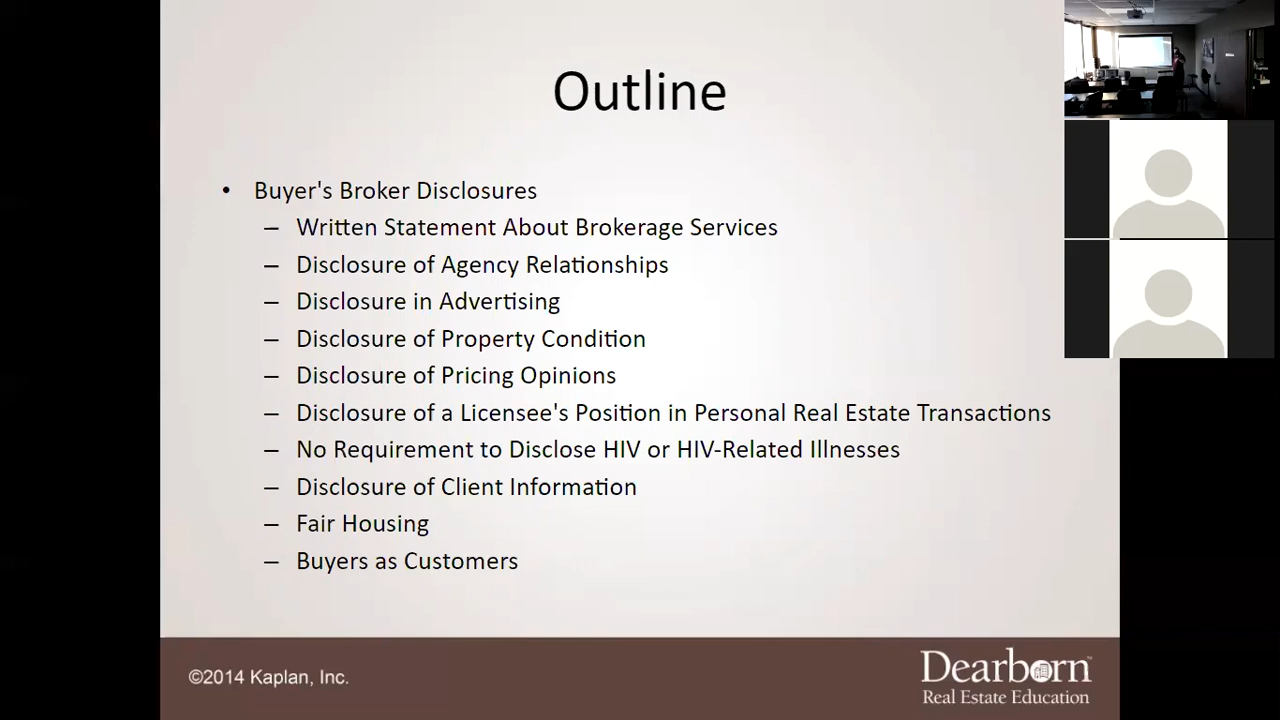 Outline
• Buyer's Broker Disclosures
– Written Statement About Brokerage Services
– Disclosure of Agency Relationships
– Disclosure in Advertising
– Disclosure of Property Condition
– Disclosure of Pricing Opinions
– Disclosure of a Licensee's Position in Personal Real Estate Transactions
– No Requirement to Disclose HIV or HIV-Related Illnesses
– Disclosure of Client Information
– Fair Housing
– Buyers as Customers
©2014 Kaplan, Inc.
Dearborn™
Real Estate Education